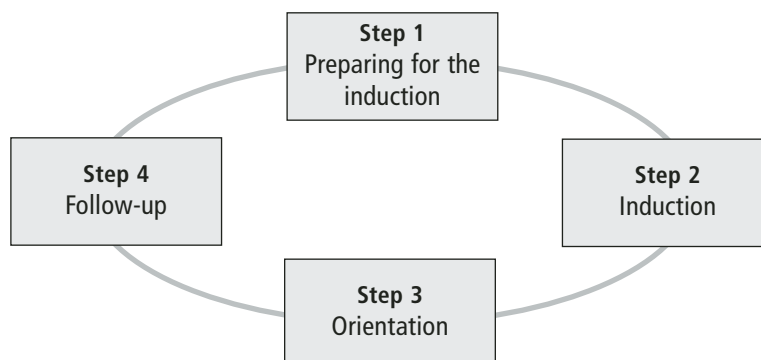 Step 1
Preparing for the
induction
Step 2
Induction
Step 3
Orientation
Step 4
Follow-up